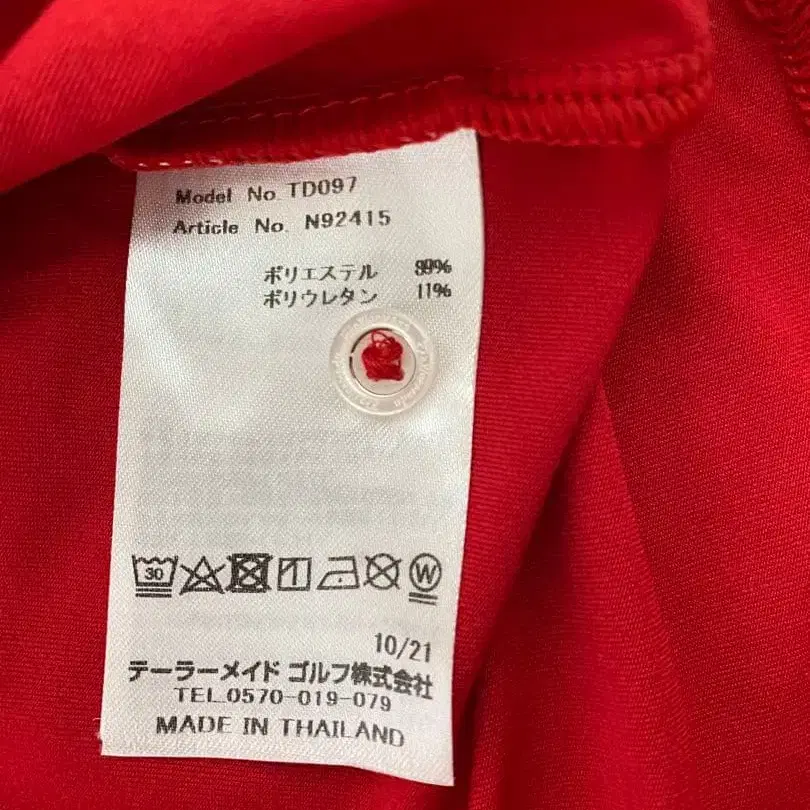 Model No. TD097
Article No. N92415
ポリエステル 89%
ポリウレタン 11%
30 W
10/21
テーラーメイド ゴルフ株式会社
TEL.0570-019-079
MADE IN THAILAND